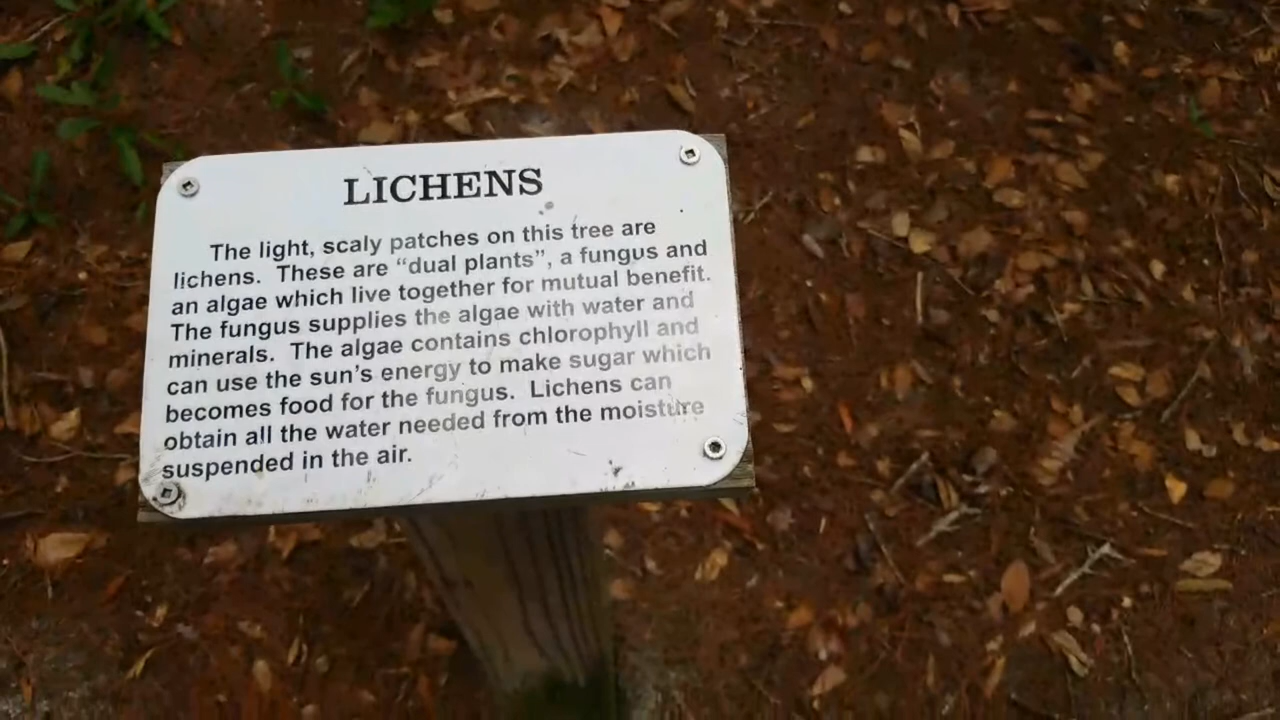 LICHENS
The light, scaly patches on this tree are
lichens. These are “dual plants”, a fungus and
an algae which live together for mutual benefit.
The fungus supplies the algae with water and
minerals. The algae contains chlorophyll and
can use the sun’s energy to make sugar which
becomes food for the fungus. Lichens can
obtain all the water needed from the moisture
suspended in the air.